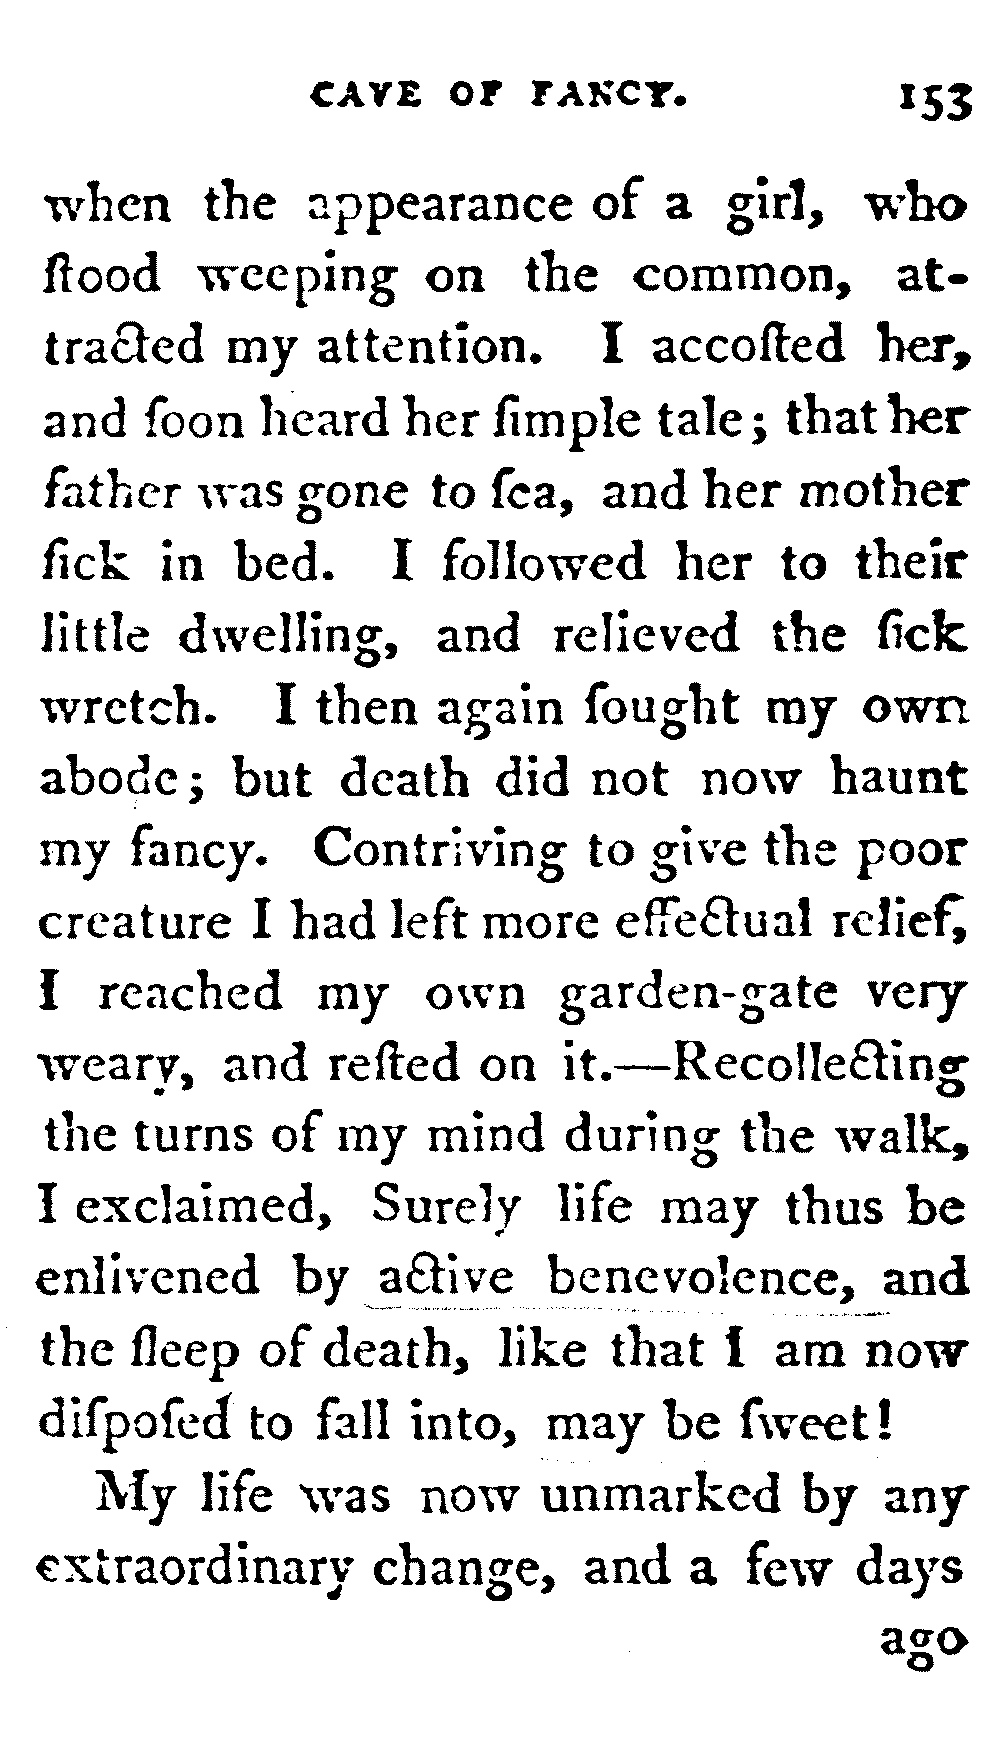 CAVE OF FANCY. 153
when the appearance of a girl, who
ſtood weeping on the common, at-
tracted my attention. I accoſted her,
and ſoon heard her ſimple tale; that her
father was gone to ſea, and her mother
ſick in bed. I followed her to their
little dwelling, and relieved the ſick
wretch. I then again ſought my own
abode; but death did not now haunt
my fancy. Contriving to give the poor
creature I had left more effectual relief,
I reached my own garden-gate very
weary, and reſted on it.—Recollecting
the turns of my mind during the walk,
I exclaimed, Surely life may thus be
enlivened by active benevolence, and
the ſleep of death, like that I am now
diſpoſed to fall into, may be ſweet!
My life was now unmarked by any
extraordinary change, and a few days
ago